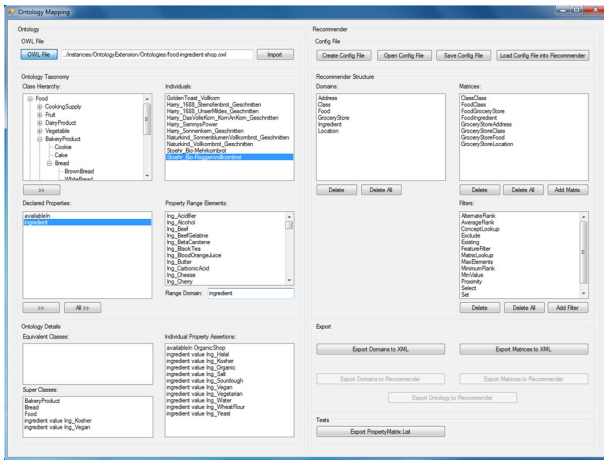 Ontology Mapping
Ontology
OWL File
OWL File
../instances/OntologyExtension/Ontologies/food-ingredient-shop.owl
Import
Ontology Taxonomy
Class Hierarchy:
Food
CookingSupply
Fruit
DairyProduct
Vegetable
BakeryProduct
Cookie
Cake
Bread
BrownBread
WhiteBread
>>
Individuals:
GoldenToast_Vollkorn
Harry_1688_Steinofenbrot_Geschnitten
Harry_1688_UnserMildes_Geschnitten
Harry_DasVolleKorn_KornAnKorn_Geschnitten
Harry_SammysPower
Harry_Sonnenkern_Geschnitten
Naturkind_SonnenblumenVollkornbrot_Geschnitten
Naturkind_Vollkornbrot_Geschnitten
Stoehr_Bio-Mehrkornbrot
Stoehr_Bio-Roggenvollkornbrot
Declared Properties:
availableIn
ingredient
>>
All >>
Property Range Elements:
Ing_Acidifier
Ing_Alcohol
Ing_Beef
Ing_BeefGelatine
Ing_BetaCarotene
Ing_BlackTea
Ing_BloodOrangeJuice
Ing_Butter
Ing_CarbonicAcid
Ing_Cheese
Ing_Cherry
Range Domain:
ingredient
Ontology Details
Equivalent Classes:
Super Classes:
BakeryProduct
Bread
Food
ingredient value Ing_Kosher
ingredient value Ing_Vegan
Individual Property Assertions:
availableIn OrganicShop
ingredient value Ing_Halal
ingredient value Ing_Kosher
ingredient value Ing_Organic
ingredient value Ing_Salt
ingredient value Ing_Sourdough
ingredient value Ing_Vegan
ingredient value Ing_Vegetarian
ingredient value Ing_Water
ingredient value Ing_WheatFlour
ingredient value Ing_Yeast
Recommender
Config File
Create Config File
Open Config File
Save Config File
Load Config File into Recommender
Recommender Structure
Domains:
Address
Class
Food
GroceryStore
Ingredient
Location
Delete
Delete All
Matrices:
ClassClass
FoodClass
FoodGroceryStore
FoodIngredient
GroceryStoreAddress
GroceryStoreClass
GroceryStoreFood
GroceryStoreLocation
Delete
Delete All
Add Matrix
Filters:
AlternateRank
AverageRank
ConceptLookup
Exclude
Existing
FeatureFilter
MatrixLookup
MaxElements
MinimumRank
MinValue
Proximity
Select
Set
Delete
Delete All
Add Filter
Export
Export Domains to XML
Export Matrices to XML
Export Domains to Recommender
Export Matrices to Recommender
Export Ontology to Recommender
Tests
Export PropertyMatrix List